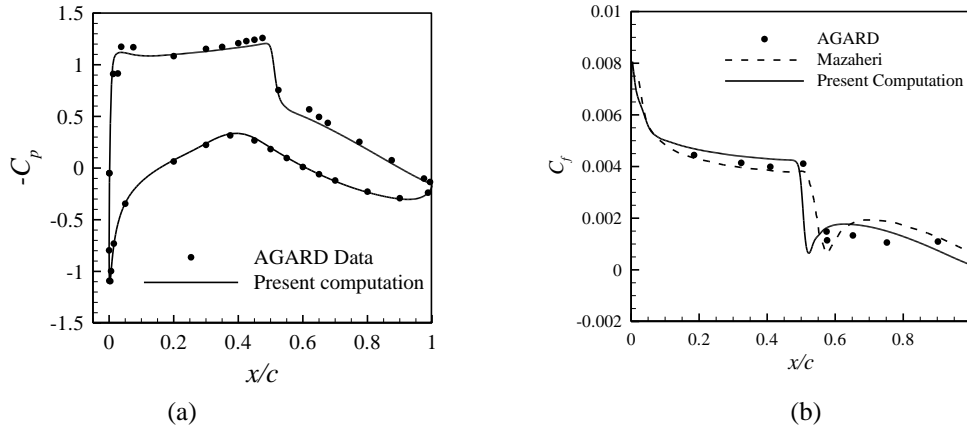 1.5
1
0.5
0
-0.5
-1
-1.5
-Cp
0 0.2 0.4 0.6 0.8 1
x/c
AGARD Data
Present computation
(a)
0.01
0.008
0.006
0.004
0.002
0
-0.002
Cf
0 0.2 0.4 0.6 0.8
x/c
AGARD
Mazaheri
Present Computation
(b)